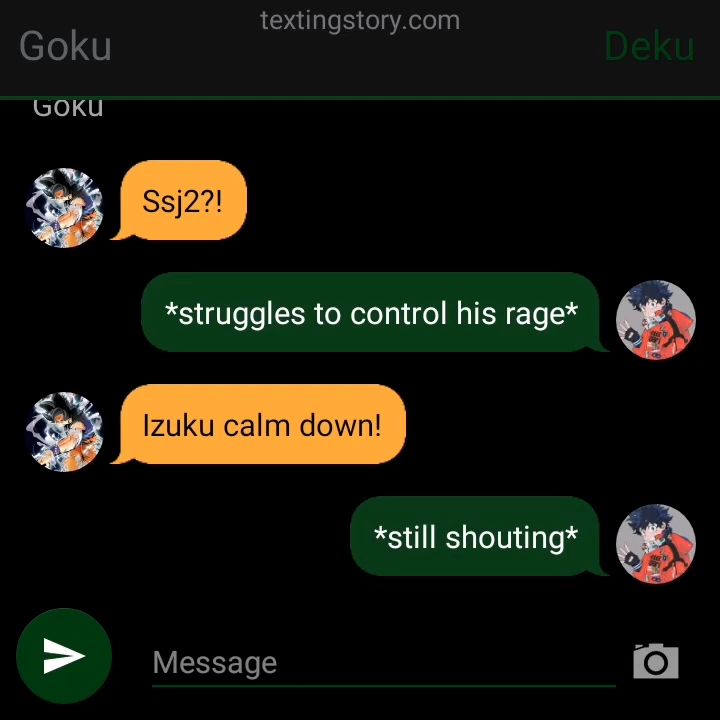 textingstory.com
Goku
Deku
Goku
Ssj2?!
*struggles to control his rage*
Izuku calm down!
*still shouting*
Message